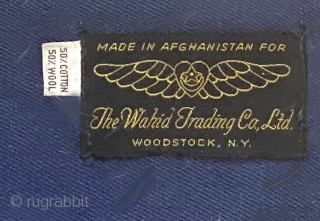 50% COTTON
50% WOOL
MADE IN AFGHANISTAN FOR
The Wahid Trading Co, Ltd.
WOODSTOCK, N.Y.
© rugrabbit